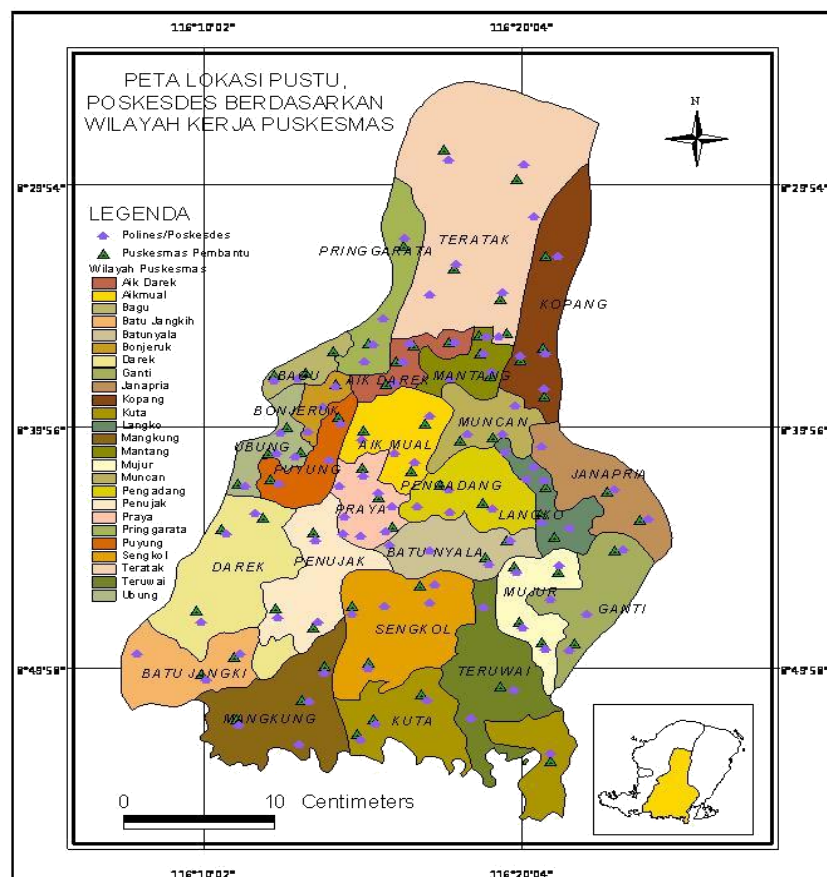 116°10'02"
116°20'04"
PETA LOKASI PUSTU,
POSKESDES BERDASARKAN
WILAYAH KERJA PUSKESMAS
N
8°29'54"
8°29'54"
LEGENDA
Polines/Poskesdes
Puskesmas Pembantu
Wilayah Puskesmas
Aik Darek
Aikmual
Bagu
Batu Jangkih
Batunyala
Bonjeruk
Darek
Ganti
Janapria
Kopang
Kuta
Langko
Mangkung
Mantang
Mujur
Muncan
Pengadang
Penujak
Praya
Pringgarata
Puyung
Sengkol
Teratak
Teruwai
Ubung
PRINGGARATA
TERATAK
KOPANG
BAGU
AIK DAREK
MANTANG
BONJERUK
MUNCAN
8°39'56"
8°39'56"
UBUNG
AIK MUAL
PUYUNG
PENGADANG
JANAPRIA
PRAYA
LANGKO
BATU NYALA
DAREK
PENUJAK
MUJUR
GANTI
SENGKOL
TERUWAI
8°49'58"
8°49'58"
BATU JANGKI
MANGKUNG
KUTA
0
10
Centimeters
116°10'02"
116°20'04"